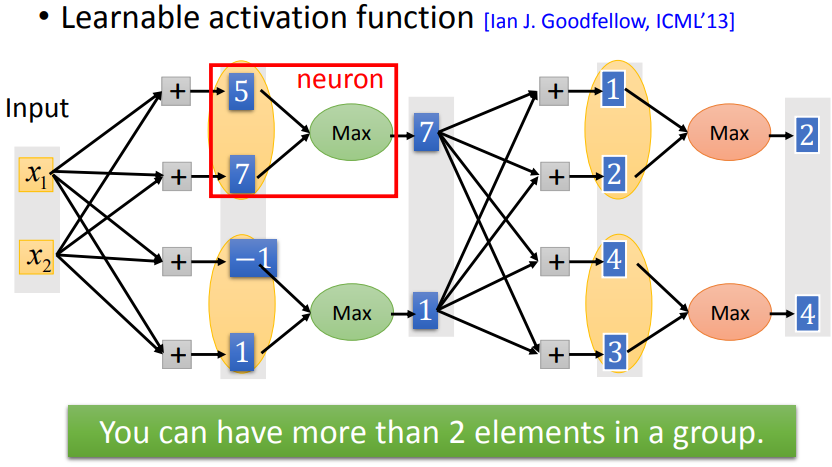 • Learnable activation function [Ian J. Goodfellow, ICML’13]
Input
neuron
x₁
x₂
+
+
+
+
5
7
−1
1
Max
Max
7
1
+
+
+
+
1
2
4
3
Max
Max
2
4
You can have more than 2 elements in a group.